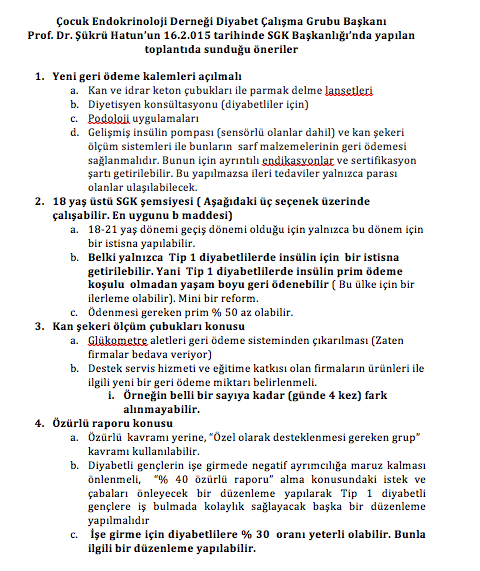 Çocuk Endokrinoloji Derneği Diyabet Çalışma Grubu Başkanı
Prof. Dr. Şükrü Hatun’un 16.2.015 tarihinde SGK Başkanlığı’nda yapılan
toplantıda sunduğu öneriler
1. Yeni geri ödeme kalemleri açılmalı
a. Kan ve idrar keton çubukları ile parmak delme lansetleri
b. Diyetisyen konsültasyonu (diyabetliler için)
c. Podoloji uygulamaları
d. Gelişmiş insülin pompası (sensörlü olanlar dahil) ve kan şekeri
ölçüm sistemleri ile bunların sarf malzemelerinin geri ödemesi
sağlanmalıdır. Bunun için ayrıntılı endikasyonlar ve sertifikasyon
şartı getirilebilir. Bu yapılmazsa ileri tedaviler yalnızca parası
olanlar ulaşılabilecek.
2. 18 yaş üstü SGK şemsiyesi ( Aşağıdaki üç seçenek üzerinde
çalışabilir. En uygunu b maddesi)
a. 18-21 yaş dönemi geçiş dönemi olduğu için yalnızca bu dönem için
bir istisna yapılabilir.
b. Belki yalnızca Tip 1 diyabetlilerde insülin için bir istisna
getirilebilir. Yani Tip 1 diyabetlilerde insülin prim ödeme
koşulu olmadan yaşam boyu geri ödenebilir ( Bu ülke için bir
ilerleme olabilir). Mini bir reform.
c. Ödenmesi gereken prim % 50 az olabilir.
3. Kan şekeri ölçüm çubukları konusu
a. Glükometre aletleri geri ödeme sisteminden çıkarılması (Zaten
firmalar bedava veriyor)
b. Destek servis hizmeti ve eğitime katkısı olan firmaların ürünleri ile
ilgili yeni bir geri ödeme miktarı belirlenmeli.
i. Örneğin belli bir sayıya kadar (günde 4 kez) fark
alınmayabilir.
4. Özürlü raporu konusu
a. Özürlü kavramı yerine, “Özel olarak desteklenmesi gereken grup”
kavramı kullanılabilir.
b. Diyabetli gençlerin işe girmede negatif ayrımcılığa maruz kalması
önlenmeli, “% 40 özürlü raporu” alma konusundaki istek ve
çabaları önleyecek bir düzenleme yapılarak Tip 1 diyabetli
gençlere iş bulmada kolaylık sağlayacak başka bir düzenleme
yapılmalıdır
c. İşe girme için diyabetlilere % 30 oranı yeterli olabilir. Bunla
ilgili bir düzenleme yapılabilir.